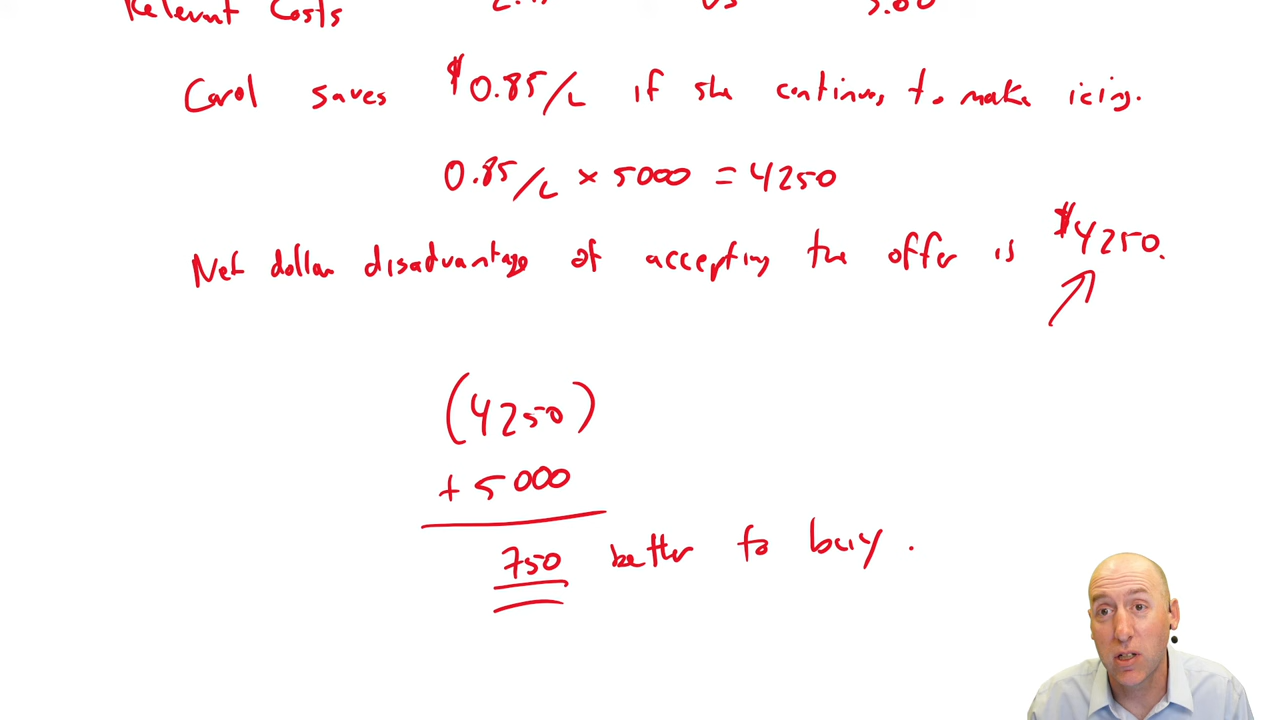 Relevant Costs vs
Carol saves $0.85/L if she continues to make icing.
0.85/L × 5000 = 4250
Net dollar disadvantage of accepting the offer is $4250.
(4250)
+ 5000
750 better to buy.